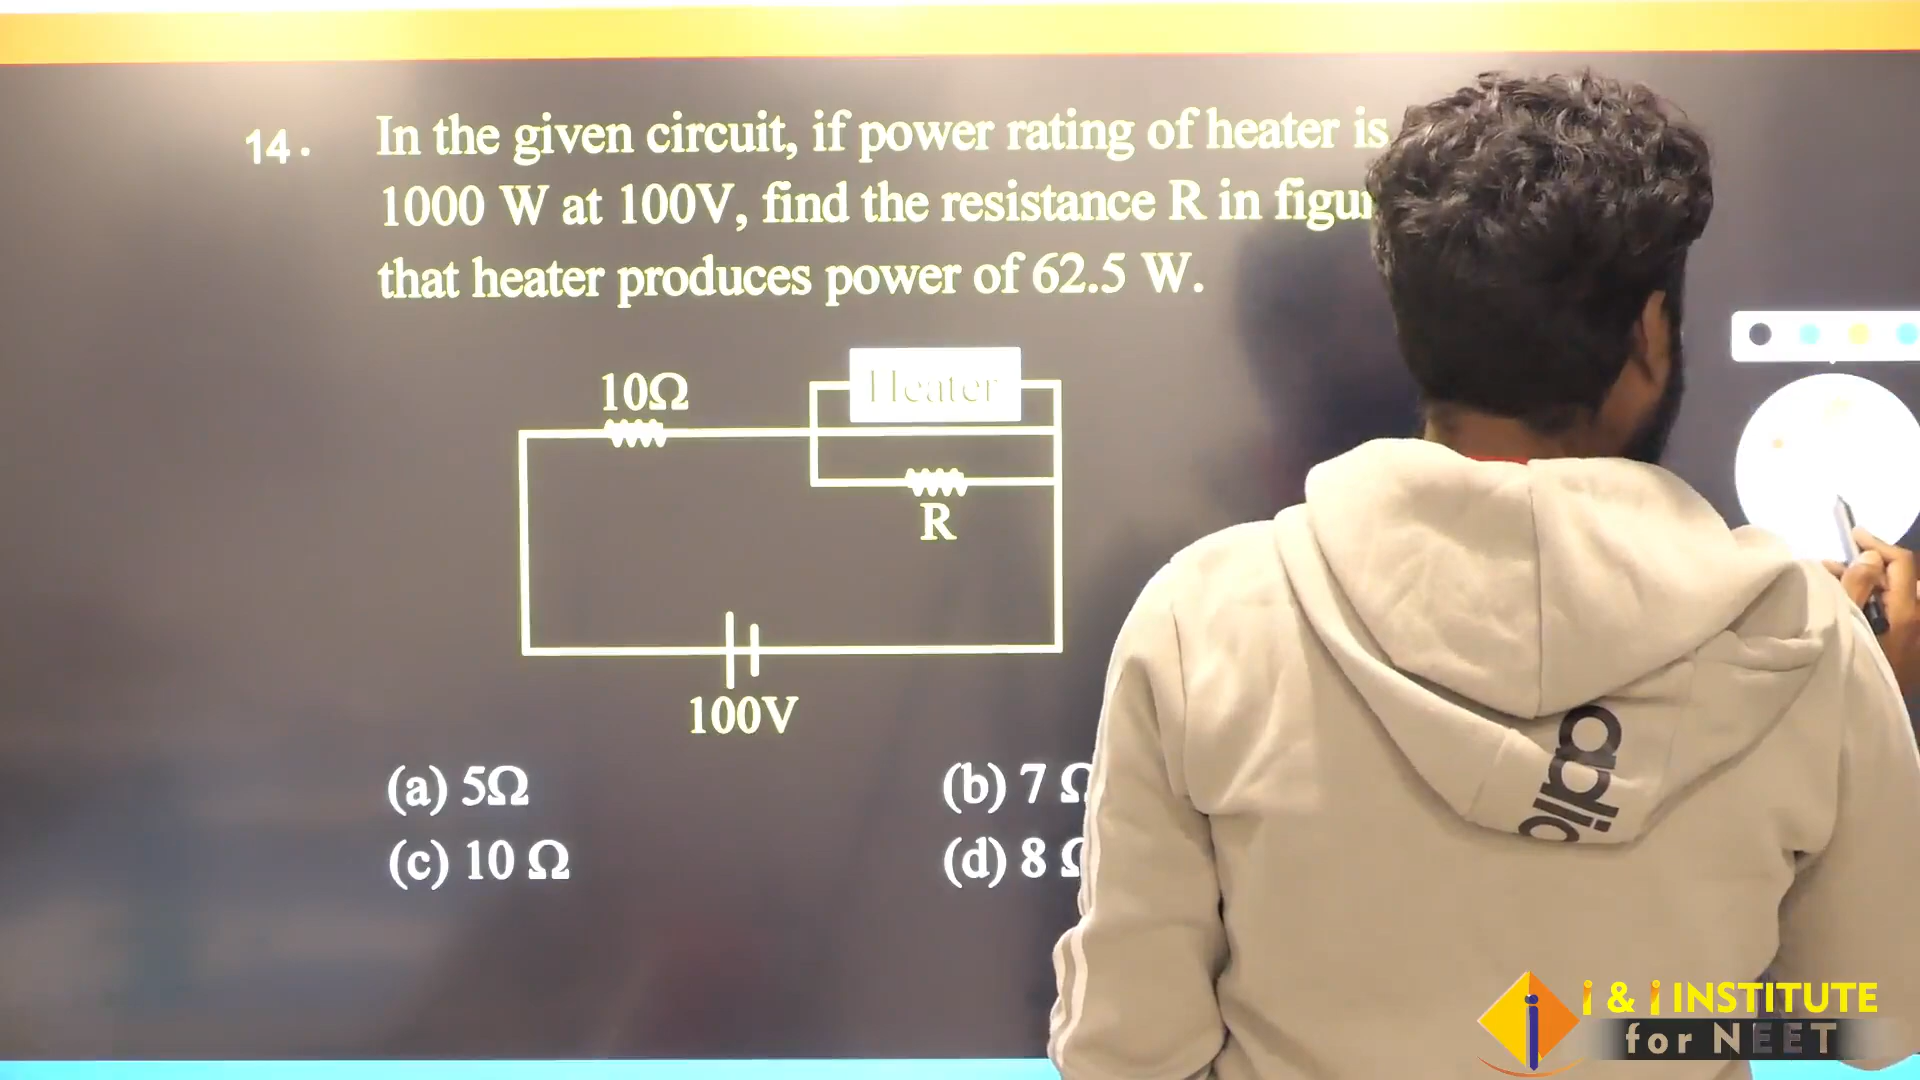 14. In the given circuit, if power rating of heater is
1000 W at 100V, find the resistance R in
that heater produces power of 62.5 W.
10Ω
Heater
R
100V
(a) 5Ω
(b) 7 Ω
(c) 10 Ω
(d) 8 Ω
i & i INSTITUTE
for NEET